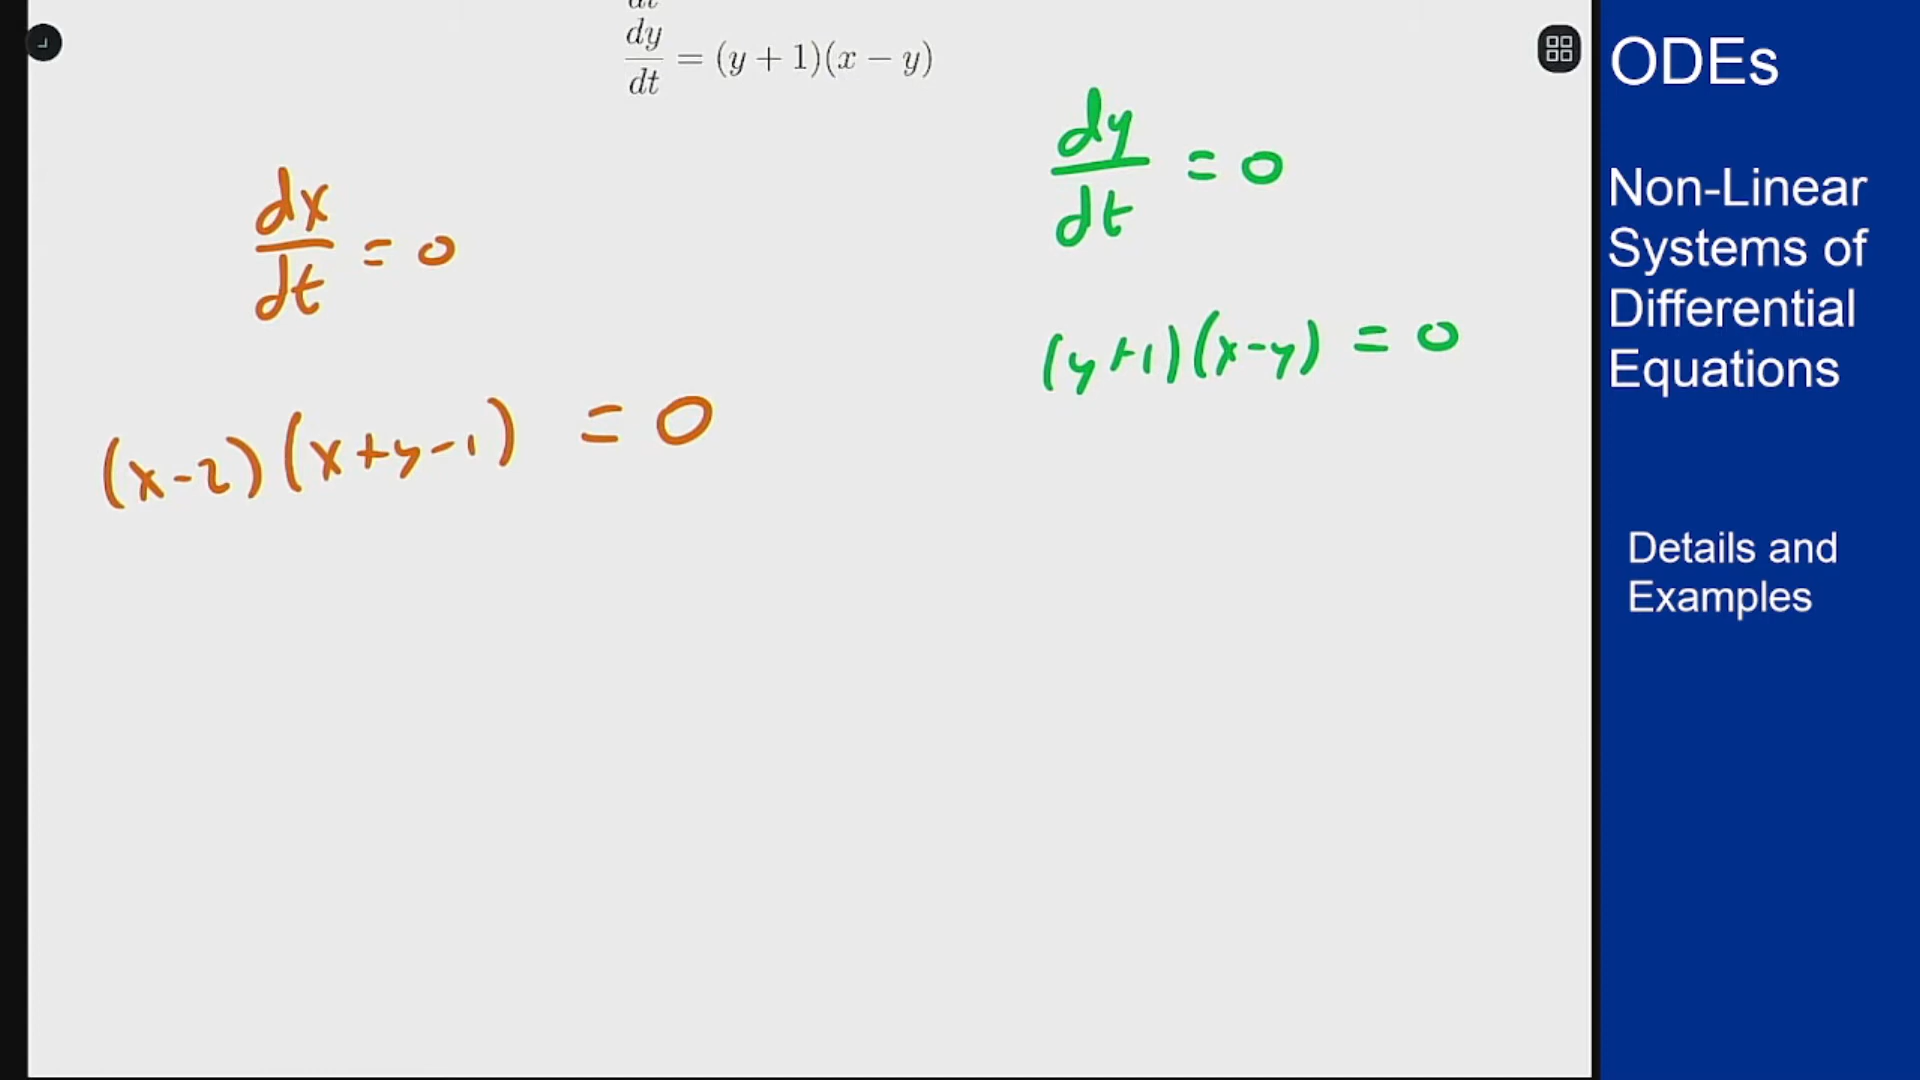 dy/dt = (y + 1)(x − y)
dx/dt = 0
(x-2)(x+y-1) = 0
dy/dt = 0
(y+1)(x-y) = 0
ODEs
Non-Linear
Systems of
Differential
Equations
Details and
Examples